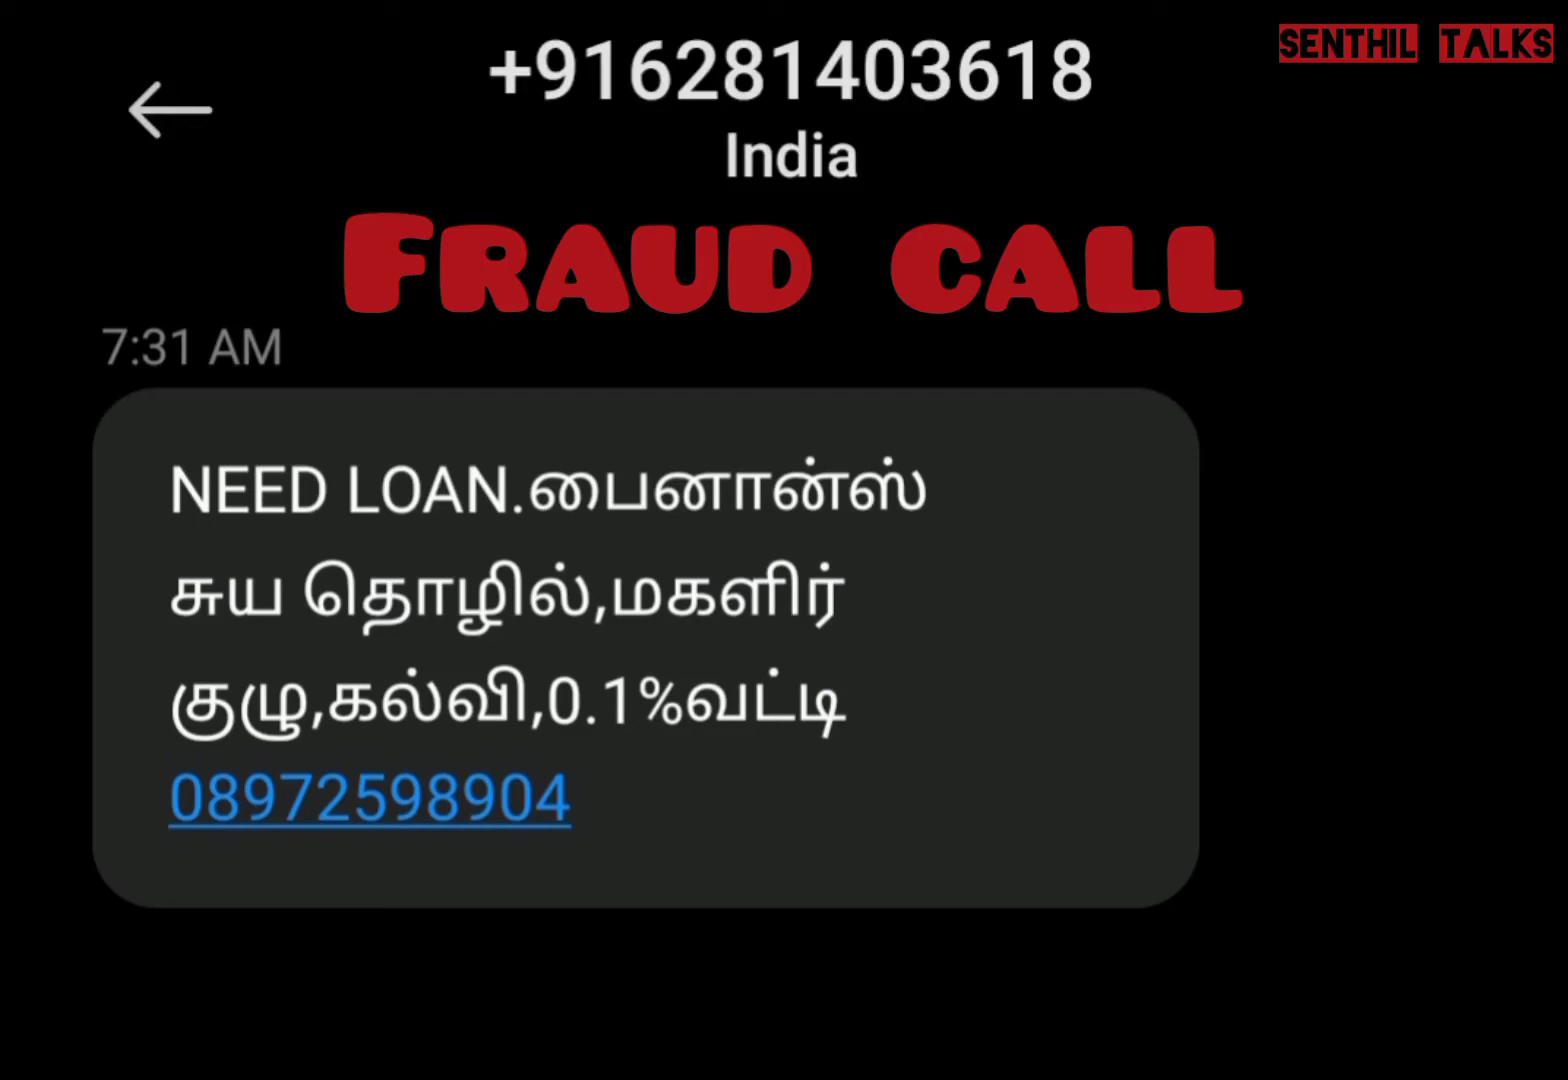 SENTHIL TALKS
+916281403618
India
FRAUD CALL
7:31 AM
NEED LOAN.பைனான்ஸ்
சுய தொழில்,மகளிர்
குழு,கல்வி,0.1%வட்டி
08972598904